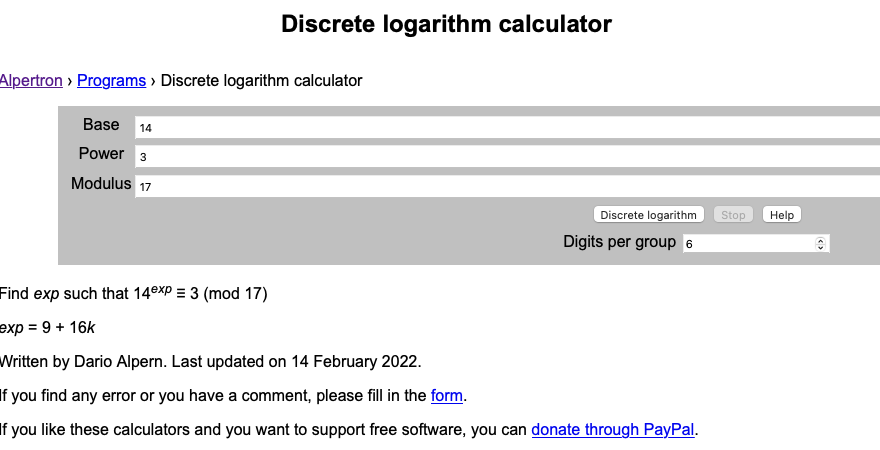 Discrete logarithm calculator
Alpertron › Programs › Discrete logarithm calculator
Base 14
Power 3
Modulus 17
Discrete logarithm Stop Help
Digits per group 6
Find exp such that 14^exp ≡ 3 (mod 17)
exp = 9 + 16k
Written by Dario Alpern. Last updated on 14 February 2022.
If you find any error or you have a comment, please fill in the form.
If you like these calculators and you want to support free software, you can donate through PayPal.